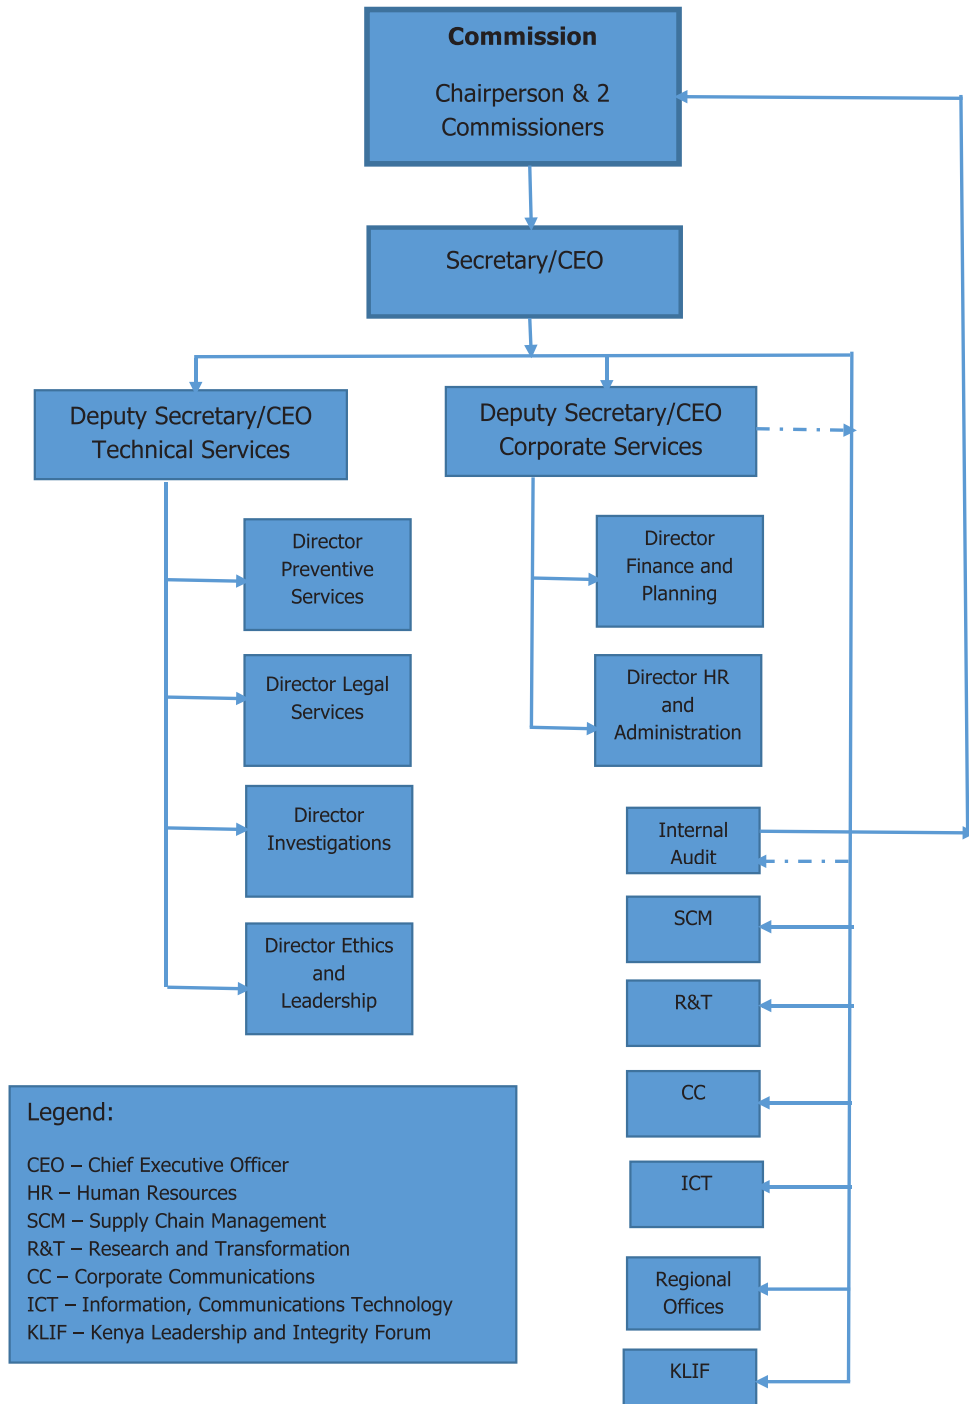 Commission
Chairperson & 2
Commissioners
Secretary/CEO
Deputy Secretary/CEO
Technical Services
Deputy Secretary/CEO
Corporate Services
Director
Preventive
Services
Director Legal
Services
Director
Investigations
Director Ethics
and
Leadership
Director
Finance and
Planning
Director HR
and
Administration
Internal
Audit
SCM
R&T
CC
ICT
Regional
Offices
KLIF
Legend:
CEO – Chief Executive Officer
HR – Human Resources
SCM – Supply Chain Management
R&T – Research and Transformation
CC – Corporate Communications
ICT – Information, Communications Technology
KLIF – Kenya Leadership and Integrity Forum